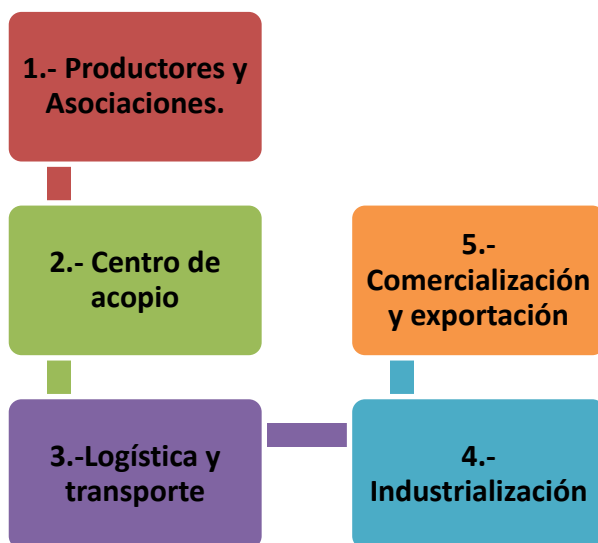 1.- Productores y
Asociaciones.
2.- Centro de
acopio
3.-Logística y
transporte
4.-
Industrialización
5.-
Comercialización
y exportación